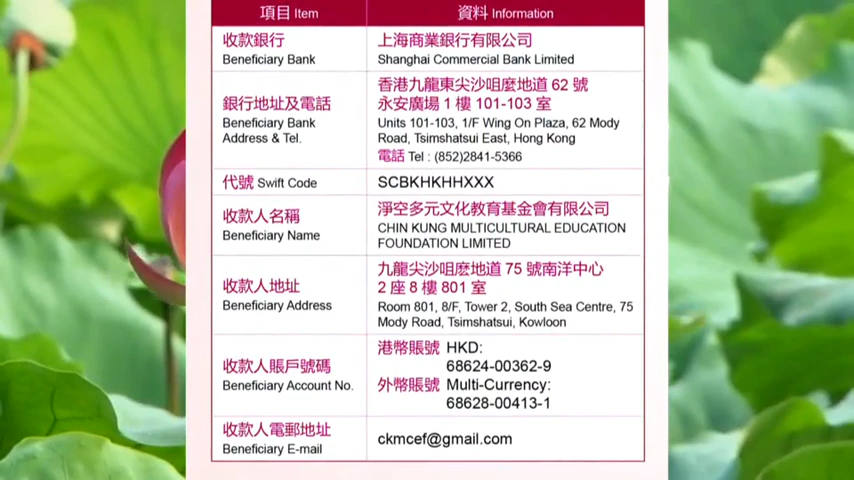 項目 Item
資料 Information
收款銀行
Beneficiary Bank
上海商業銀行有限公司
Shanghai Commercial Bank Limited
銀行地址及電話
Beneficiary Bank
Address & Tel.
香港九龍東尖沙咀麼地道 62 號
永安廣場 1 樓 101-103 室
Units 101-103, 1/F Wing On Plaza, 62 Mody
Road, Tsimshatsui East, Hong Kong
電話 Tel : (852)2841-5366
代號 Swift Code
SCBKHKHHXXX
收款人名稱
Beneficiary Name
淨空多元文化教育基金會有限公司
CHIN KUNG MULTICULTURAL EDUCATION
FOUNDATION LIMITED
收款人地址
Beneficiary Address
九龍尖沙咀麼地道 75 號南洋中心
2 座 8 樓 801 室
Room 801, 8/F, Tower 2, South Sea Centre, 75
Mody Road, Tsimshatsui, Kowloon
收款人賬戶號碼
Beneficiary Account No.
港幣賬號 HKD:
68624-00362-9
外幣賬號 Multi-Currency:
68628-00413-1
收款人電郵地址
Beneficiary E-mail
ckmcef@gmail.com